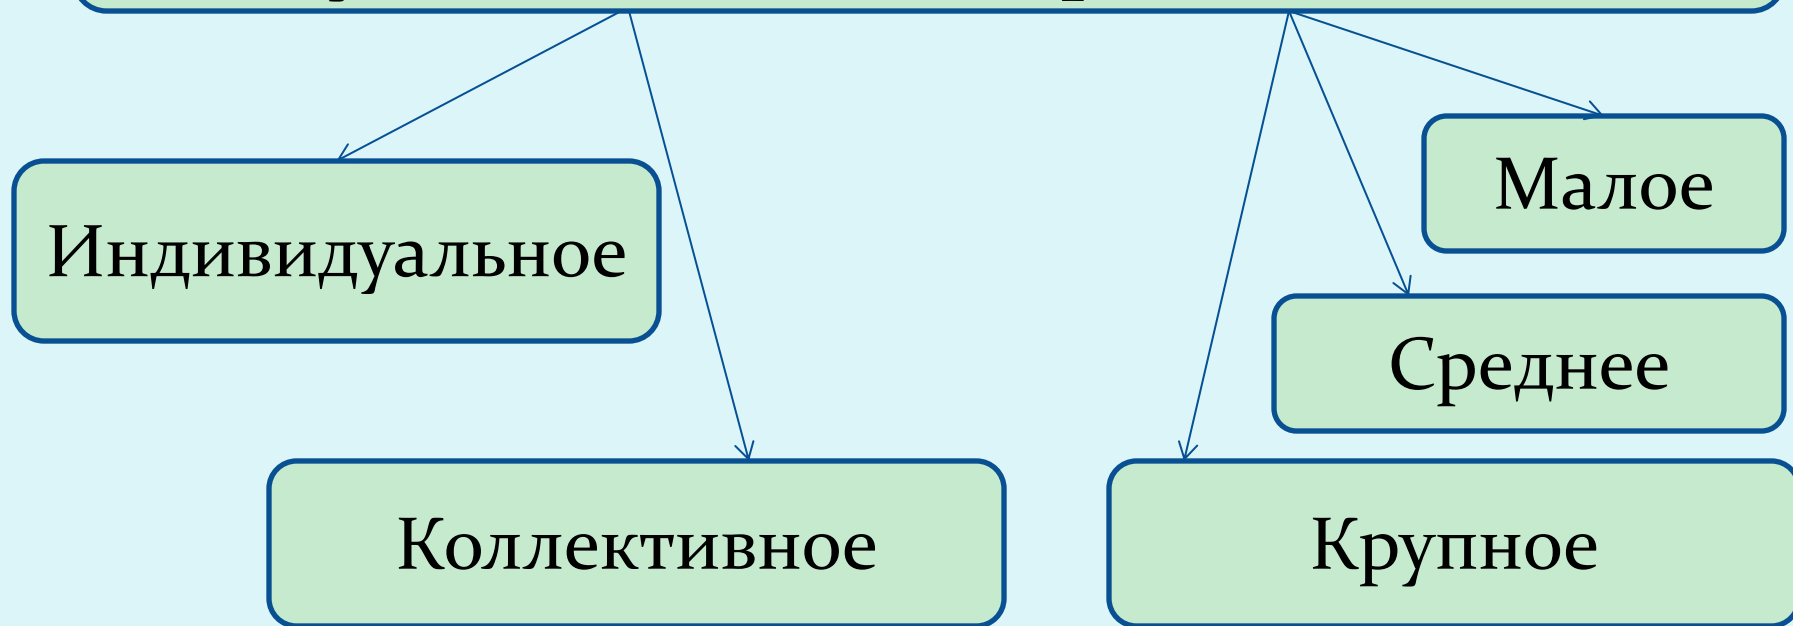 Малое
Индивидуальное
Среднее
Коллективное
Крупное